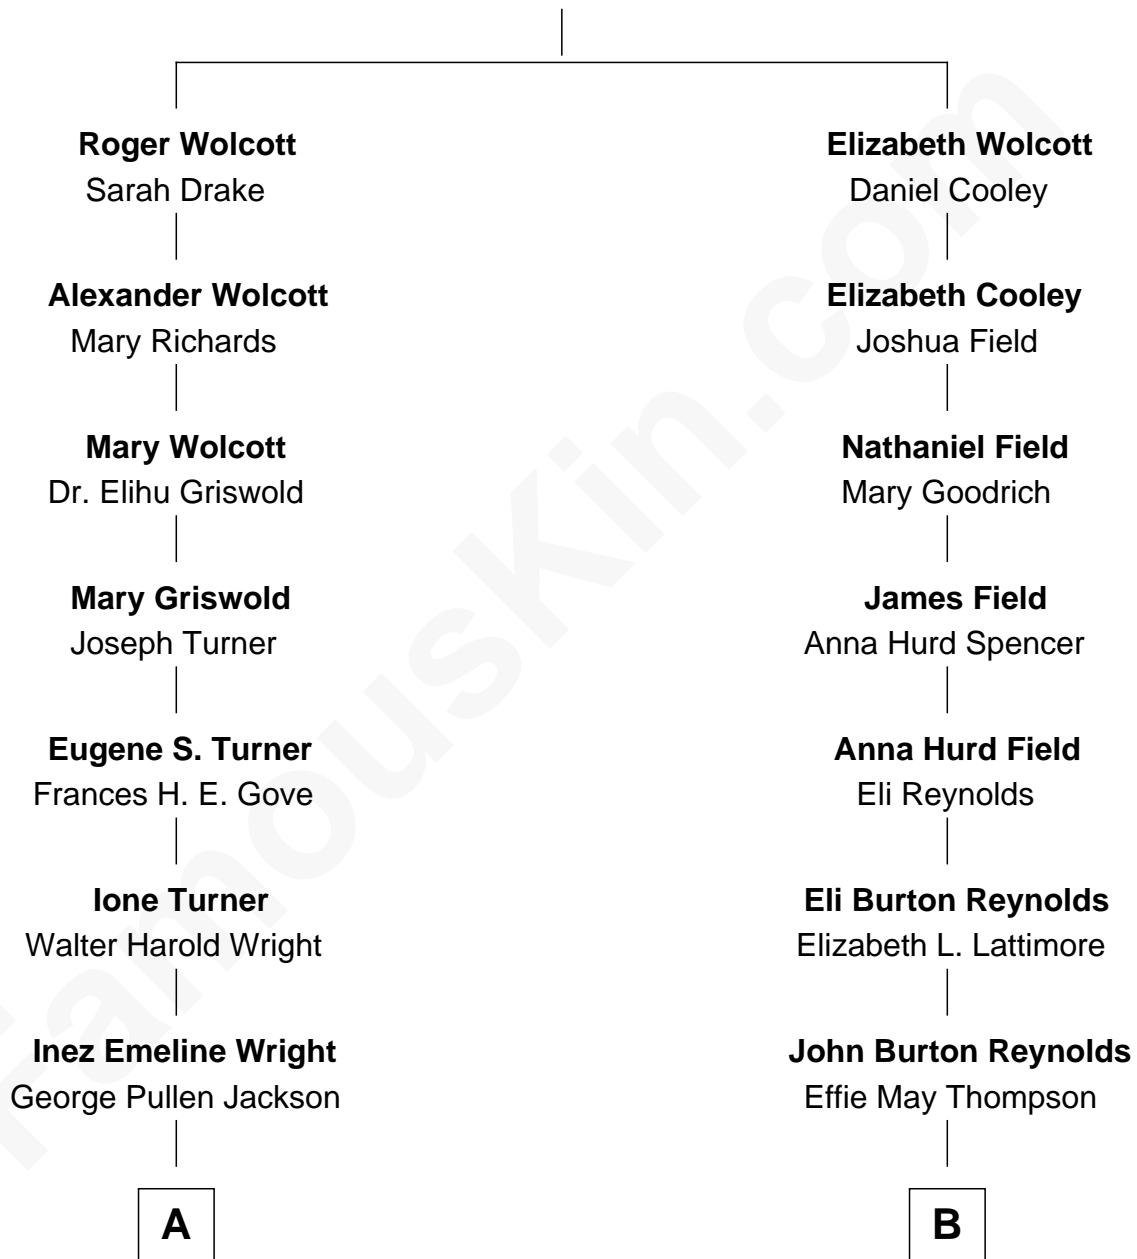 Roger Wolcott
Sarah Drake
Elizabeth Wolcott
Daniel Cooley
Alexander Wolcott
Mary Richards
Elizabeth Cooley
Joshua Field
Mary Wolcott
Dr. Elihu Griswold
Nathaniel Field
Mary Goodrich
Mary Griswold
Joseph Turner
James Field
Anna Hurd Spencer
Eugene S. Turner
Frances H. E. Gove
Anna Hurd Field
Eli Reynolds
Ione Turner
Walter Harold Wright
Eli Burton Reynolds
Elizabeth L. Lattimore
Inez Emeline Wright
George Pullen Jackson
John Burton Reynolds
Effie May Thompson
A
B
FamousKin.com